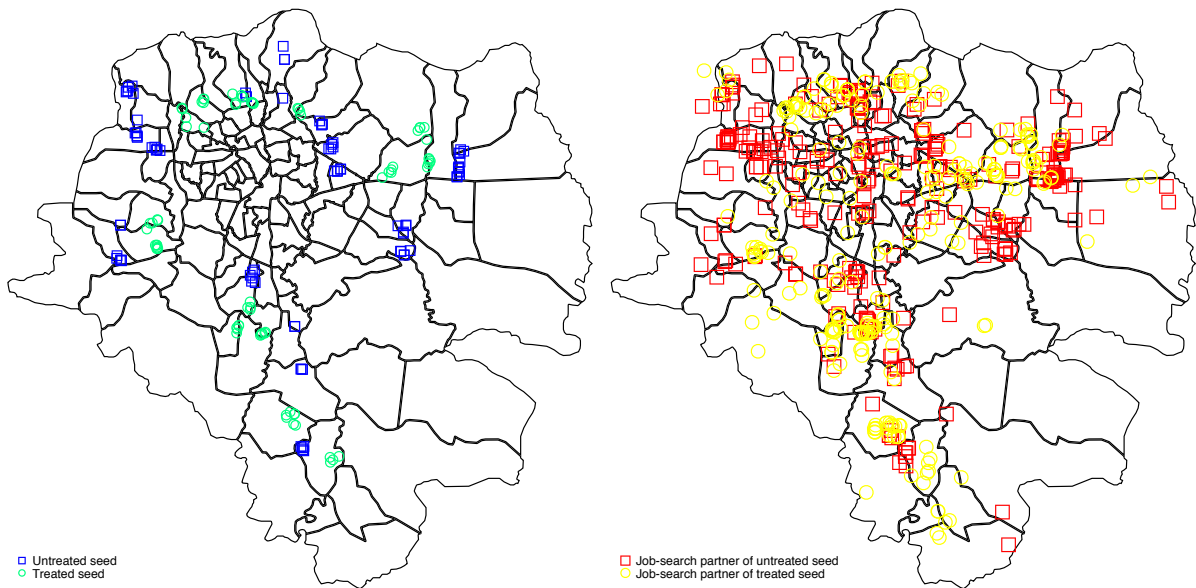 Untreated seed
Treated seed
Job-search partner of untreated seed
Job-search partner of treated seed